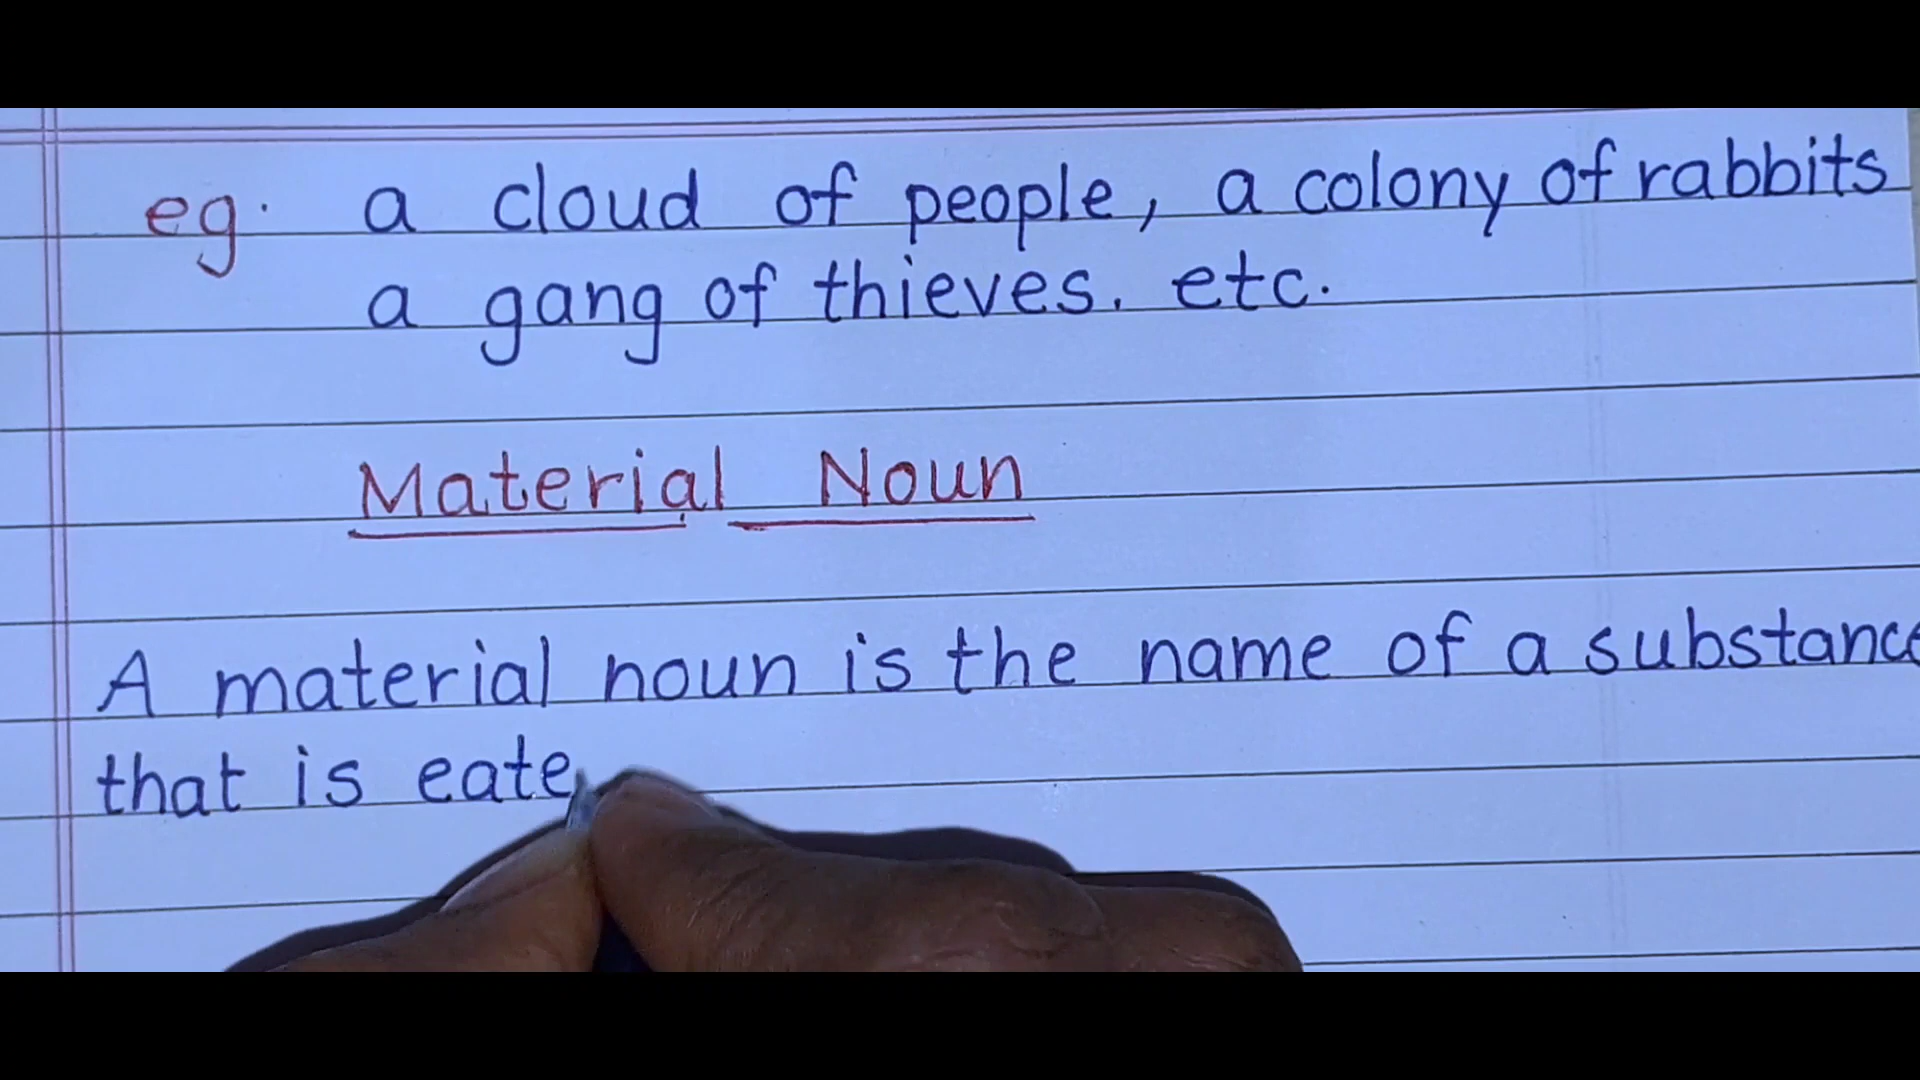 eg. a cloud of people, a colony of rabbits
a gang of thieves. etc.
Material Noun
A material noun is the name of a substance
that is eate